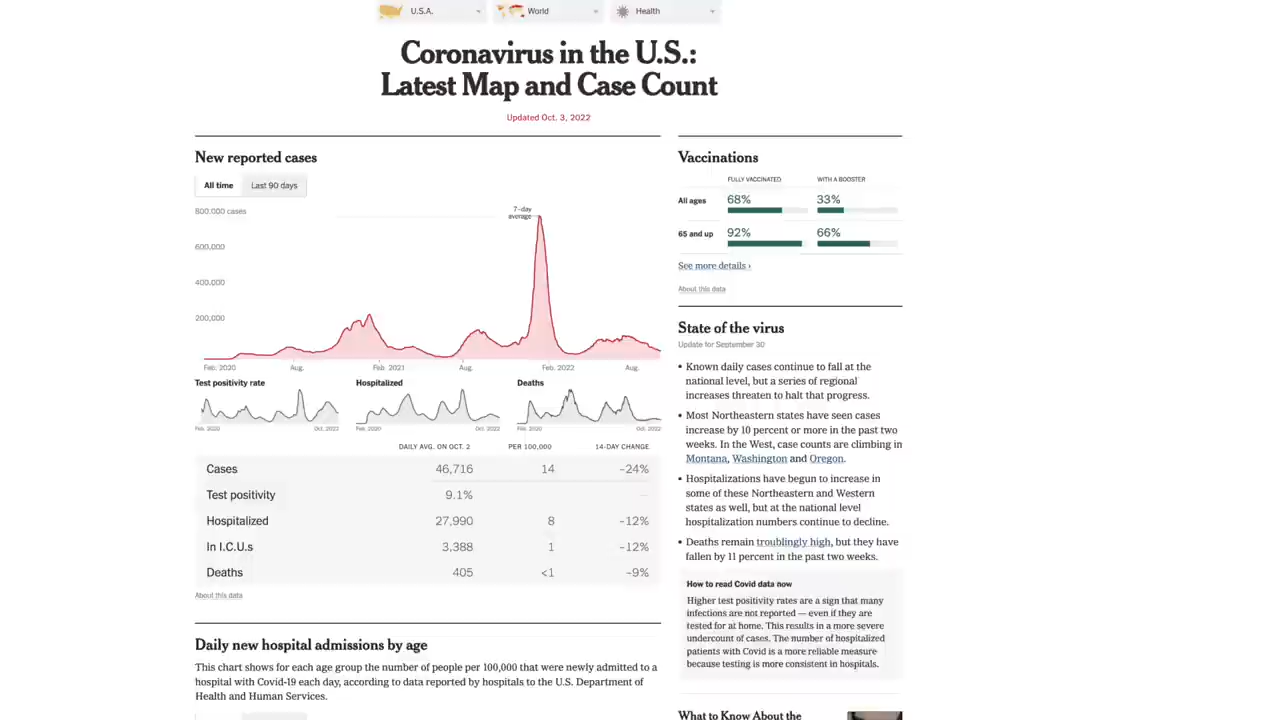 U.S.A.
World
Health
Coronavirus in the U.S.:
Latest Map and Case Count
Updated Oct. 3, 2022
New reported cases
All time
Last 90 days
800,000 cases
7–day
average
600,000
400,000
200,000
Feb. 2020
Aug.
Feb. 2021
Aug.
Feb. 2022
Aug.
Test positivity rate
Hospitalized
Deaths
Feb. 2020
Oct. 2022
Feb. 2020
Oct. 2022
Feb. 2020
Oct. 2022
DAILY AVG. ON OCT. 2
PER 100,000
14-DAY CHANGE
Cases 46,716 14 –24%
Test positivity 9.1% —
Hospitalized 27,990 8 –12%
In I.C.U.s 3,388 1 –12%
Deaths 405 <1 –9%
About this data
Daily new hospital admissions by age
This chart shows for each age group the number of people per 100,000 that were newly admitted to a
hospital with Covid-19 each day, according to data reported by hospitals to the U.S. Department of
Health and Human Services.
Vaccinations
FULLY VACCINATED
WITH A BOOSTER
All ages 68% 33%
65 and up 92% 66%
See more details ›
About this data
State of the virus
Update for September 30
• Known daily cases continue to fall at the
national level, but a series of regional
increases threaten to halt that progress.
• Most Northeastern states have seen cases
increase by 10 percent or more in the past two
weeks. In the West, case counts are climbing in
Montana, Washington and Oregon.
• Hospitalizations have begun to increase in
some of these Northeastern and Western
states as well, but at the national level
hospitalization numbers continue to decline.
• Deaths remain troublingly high, but they have
fallen by 11 percent in the past two weeks.
How to read Covid data now
Higher test positivity rates are a sign that many
infections are not reported — even if they are
tested for at home. This results in a more severe
undercount of cases. The number of hospitalized
patients with Covid is a more reliable measure
because testing is more consistent in hospitals.
What to Know About the